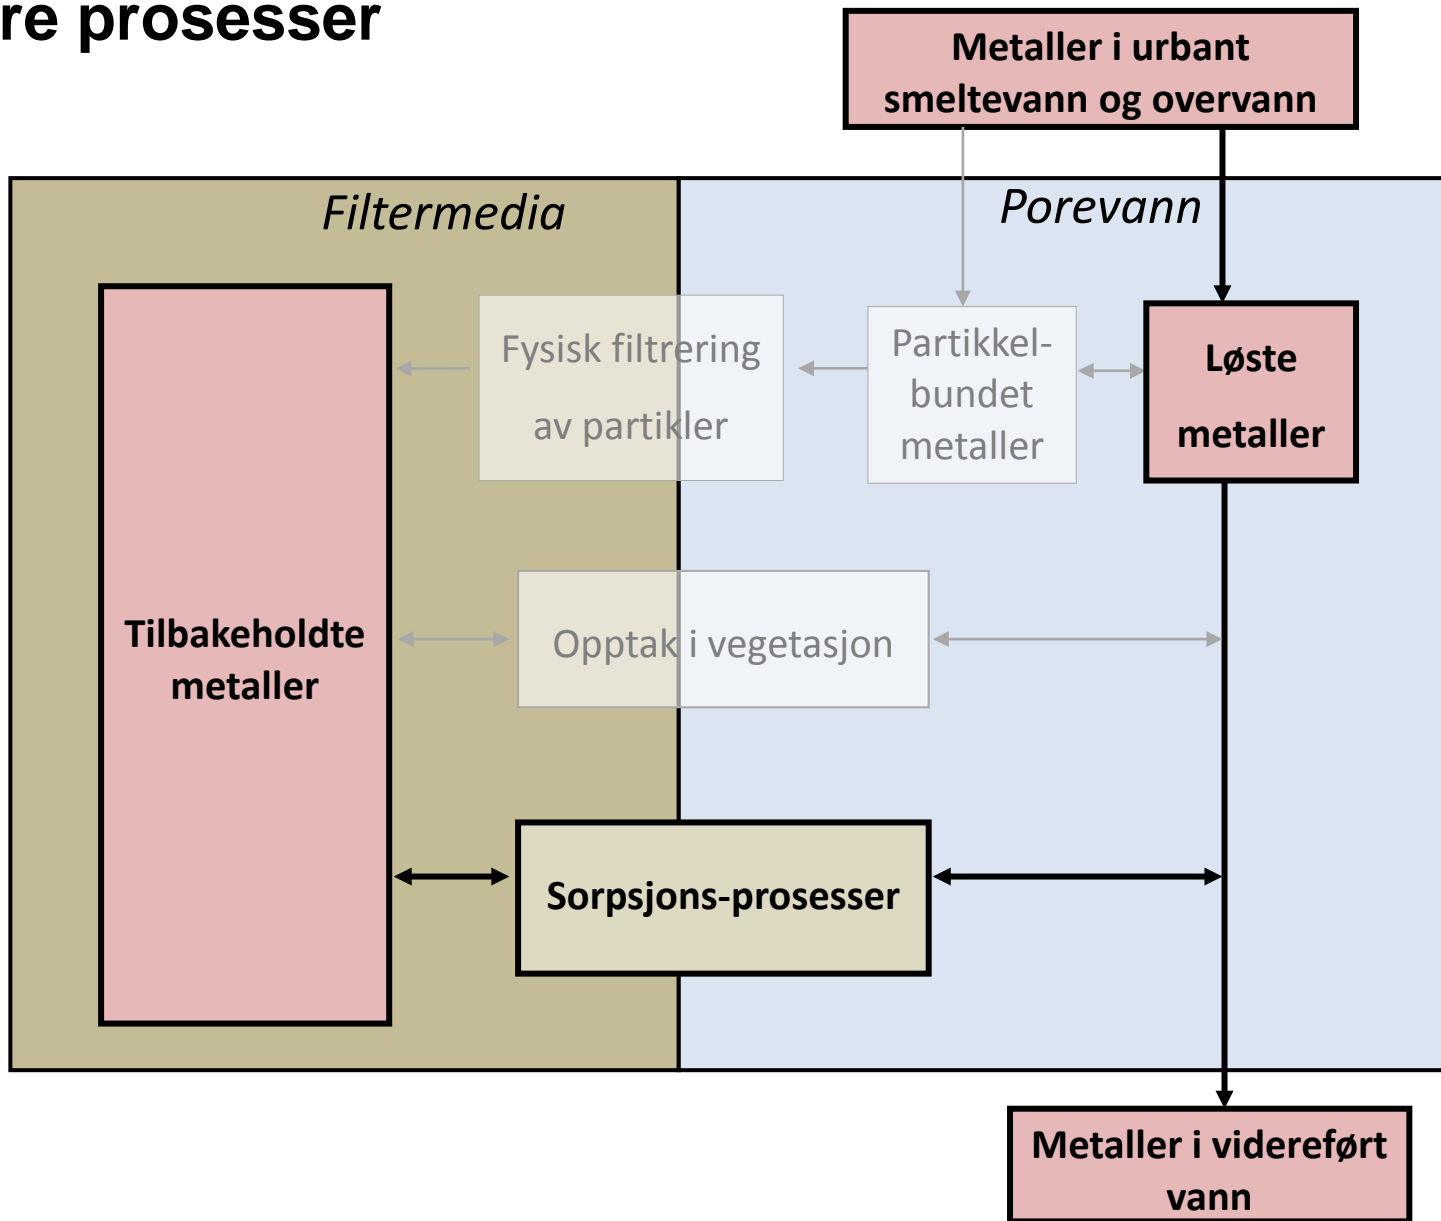 re prosesser
Metaller i urbant
smeltevann og overvann
Filtermedia
Porevann
Fysisk filtrering
av partikler
Partikkel-
bundet
metaller
Løste
metaller
Tilbakeholdte
metaller
Opptak i vegetasjon
Sorpsjons-prosesser
Metaller i videreført
vann